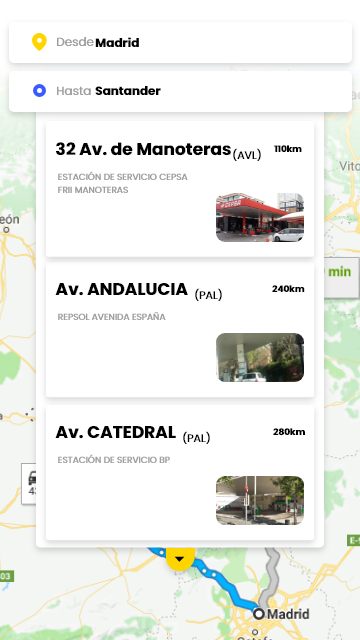 Desde Madrid
Hasta Santander
32 Av. de Manoteras (AVL) 110km
ESTACIÓN DE SERVICIO CEPSA
FRII MANOTERAS
Av. ANDALUCIA (PAL) 240km
REPSOL AVENIDA ESPAÑA
Av. CATEDRAL (PAL) 280km
ESTACIÓN DE SERVICIO BP
eón
min
03
Madrid